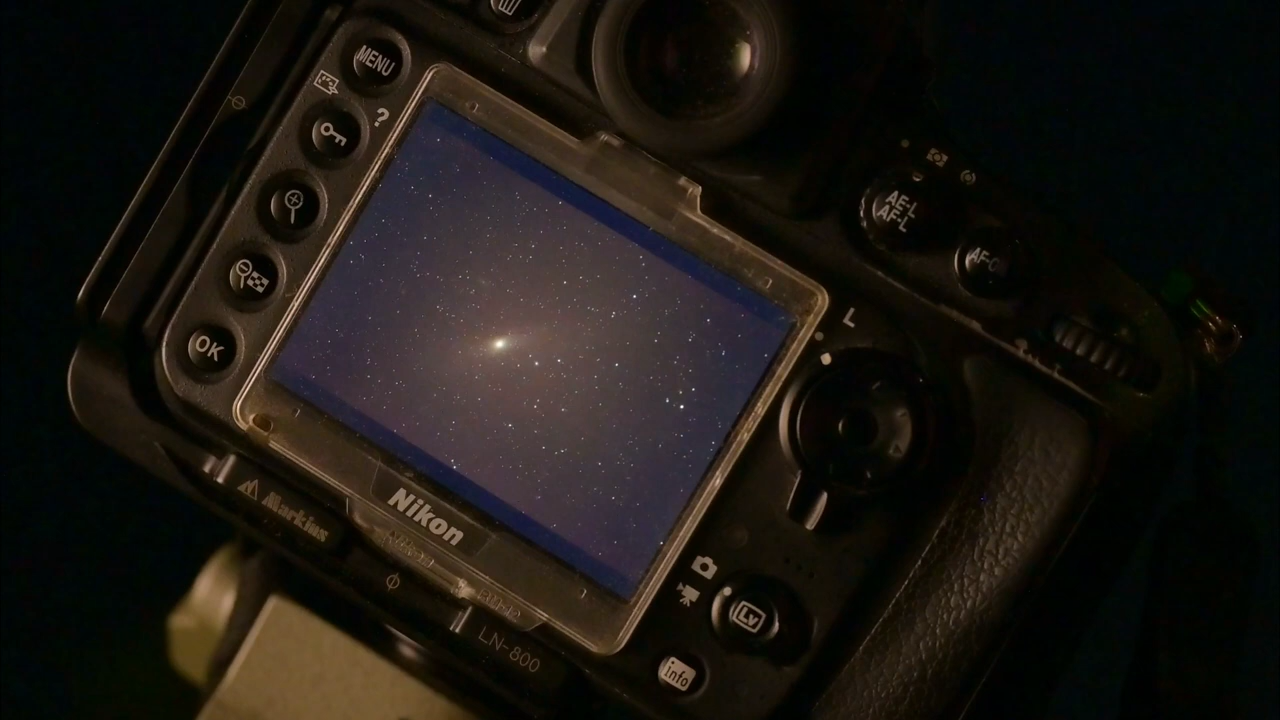 MENU
?
AE-L
AF-L
AF-ON
OK
L
Nikon
Markins
LN-800
Lv
info